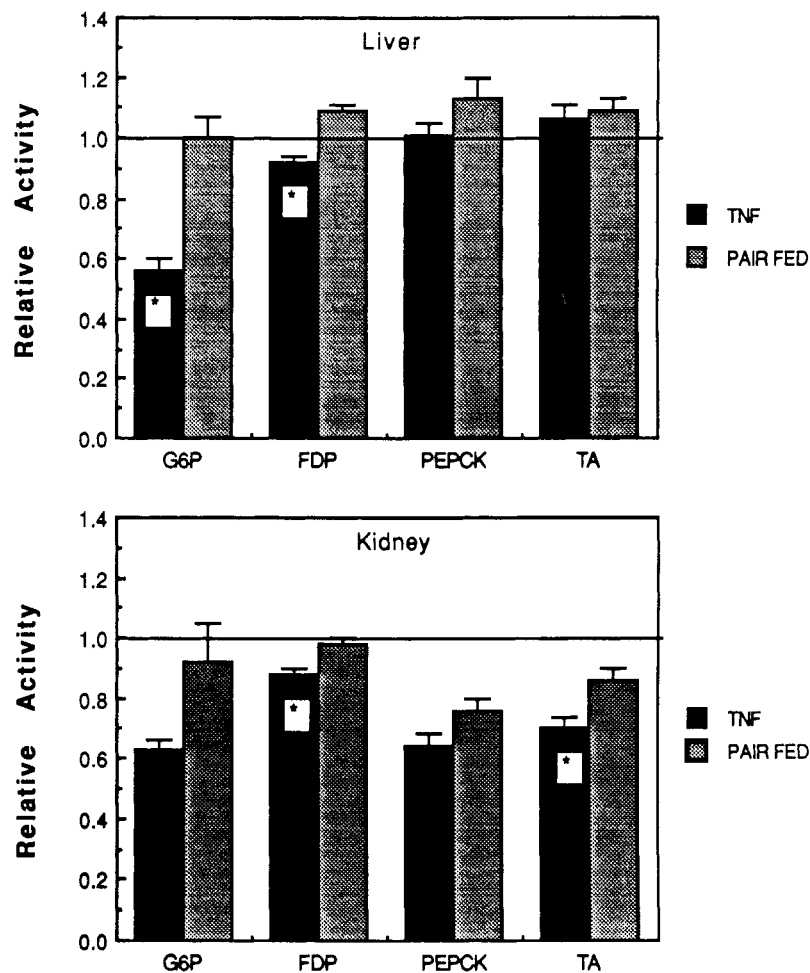 Liver
Relative Activity
1.4
1.2
1.0
0.8
0.6
0.4
0.2
0.0
*
*
G6P FDP PEPCK TA
TNF
PAIR FED
Kidney
Relative Activity
1.4
1.2
1.0
0.8
0.6
0.4
0.2
0.0
*
*
G6P FDP PEPCK TA
TNF
PAIR FED